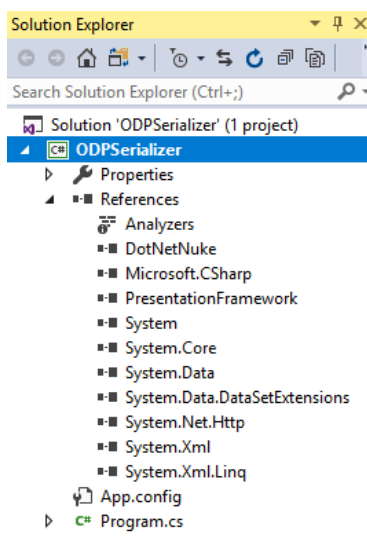 Solution Explorer
Search Solution Explorer (Ctrl+;)
Solution 'ODPSerializer' (1 project)
C# ODPSerializer
Properties
References
Analyzers
DotNetNuke
Microsoft.CSharp
PresentationFramework
System
System.Core
System.Data
System.Data.DataSetExtensions
System.Net.Http
System.Xml
System.Xml.Linq
App.config
C# Program.cs